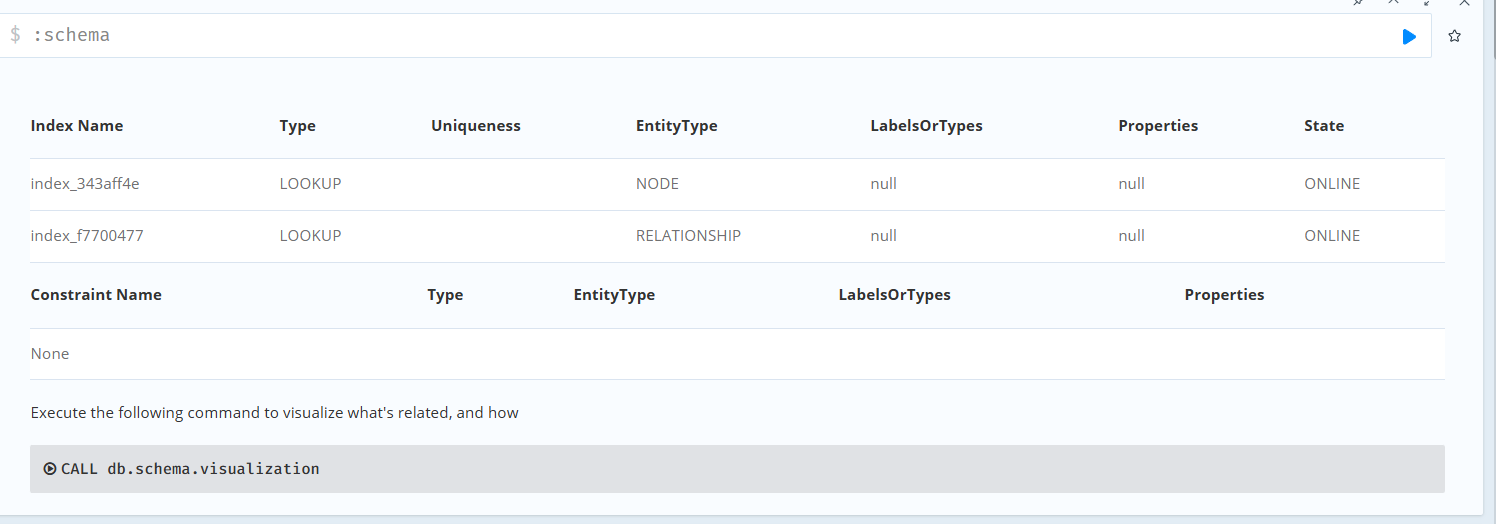 $ :schema
Index Name Type Uniqueness EntityType LabelsOrTypes Properties State
index_343aff4e LOOKUP NODE null null ONLINE
index_f7700477 LOOKUP RELATIONSHIP null null ONLINE
Constraint Name Type EntityType LabelsOrTypes Properties
None
Execute the following command to visualize what's related, and how
CALL db.schema.visualization